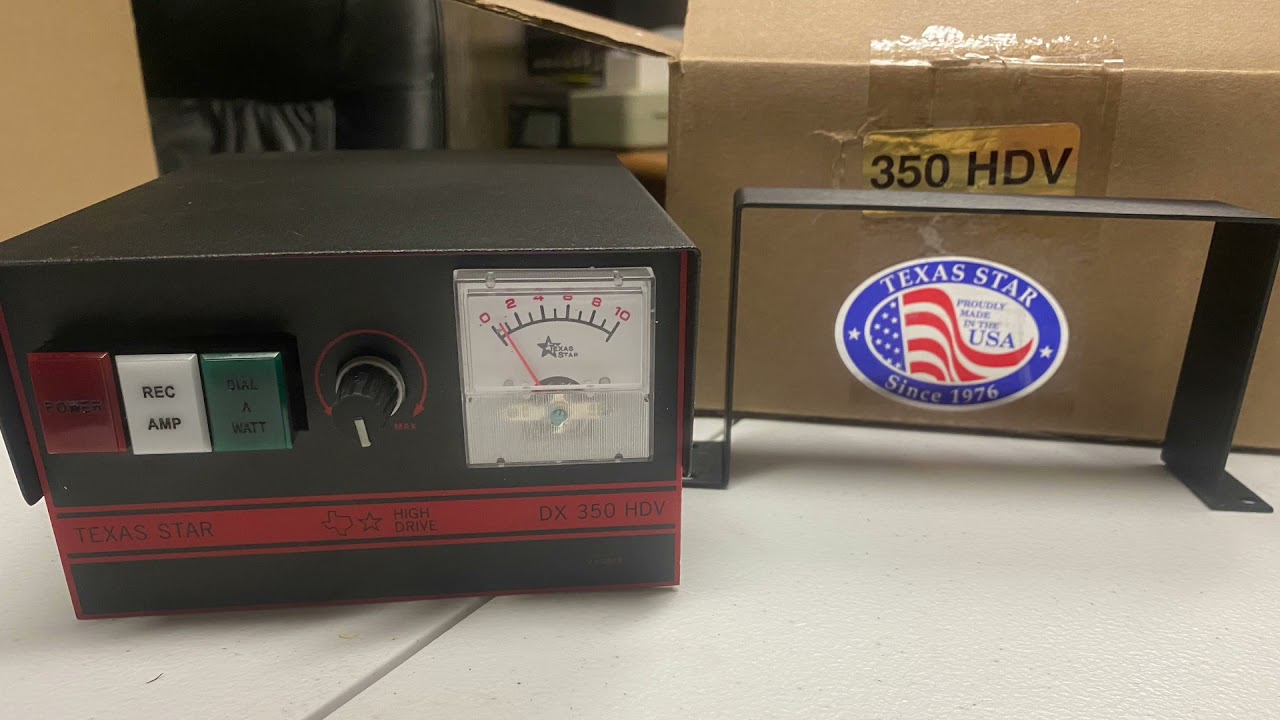 350 HDV
TEXAS STAR
PROUDLY
MADE
IN THE
USA
Since 1976
0 2 4 6 8 10
TEXAS
STAR
POWER
REC
AMP
DIAL
A
WATT
MAX
TEXAS STAR
HIGH
DRIVE
DX 350 HDV